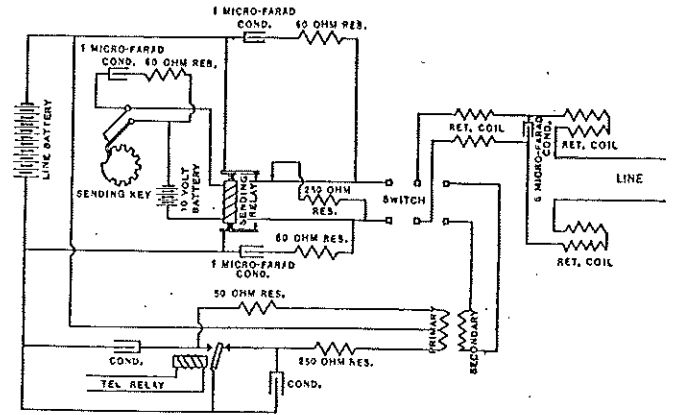 1 MICRO-FARAD
COND.
60 OHM RES.
1 MICRO-FARAD
COND.
60 OHM RES.
LINE BATTERY
SENDING KEY
10 VOLT
BATTERY
SENDING
RELAY
250 OHM
RES.
SWITCH
RET. COIL
RET. COIL
6 MICRO-FARAD
COND.
LINE
RET. COIL
60 OHM RES.
1 MICRO-FARAD
COND.
50 OHM RES.
PRIMARY
SECONDARY
COND.
250 OHM RES.
TEL RELAY
COND.